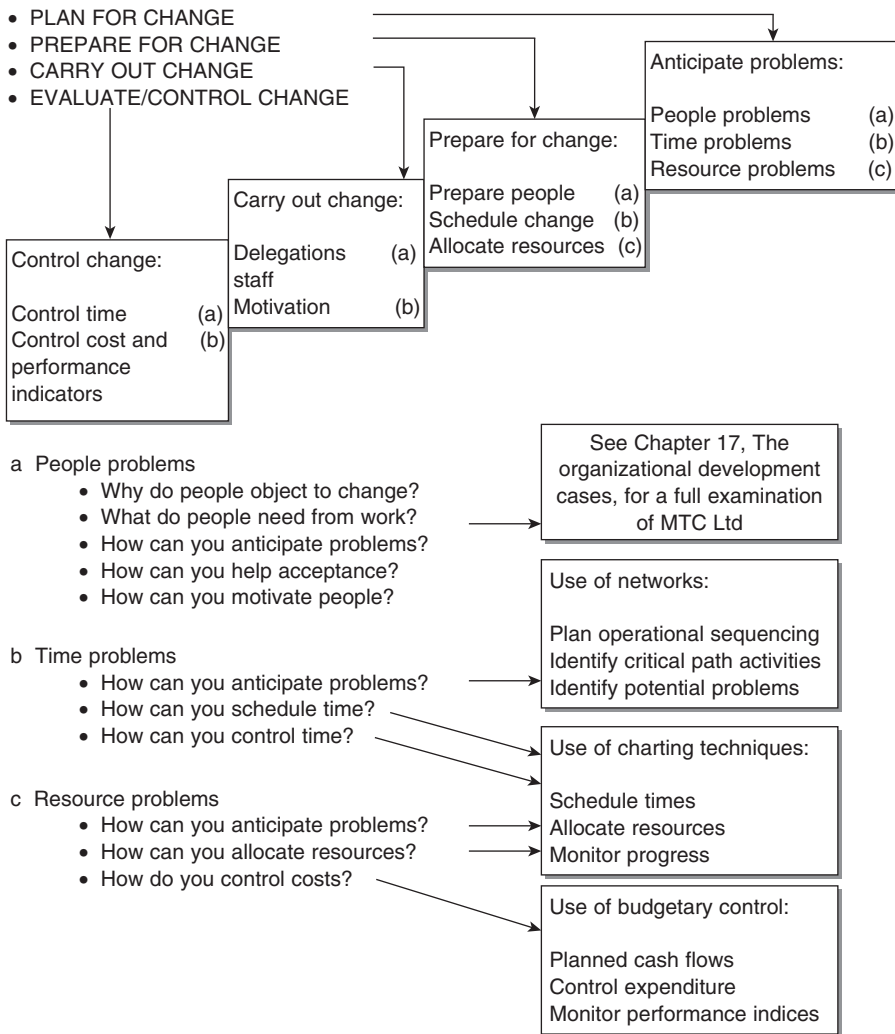 • PLAN FOR CHANGE
• PREPARE FOR CHANGE
• CARRY OUT CHANGE
• EVALUATE/CONTROL CHANGE
Anticipate problems:
People problems (a)
Time problems (b)
Resource problems (c)
Prepare for change:
Prepare people (a)
Schedule change (b)
Allocate resources (c)
Carry out change:
Delegations (a)
staff
Motivation (b)
Control change:
Control time (a)
Control cost and (b)
performance
indicators
a People problems
• Why do people object to change?
• What do people need from work?
• How can you anticipate problems?
• How can you help acceptance?
• How can you motivate people?
See Chapter 17, The
organizational development
cases, for a full examination
of MTC Ltd
b Time problems
• How can you anticipate problems?
• How can you schedule time?
• How can you control time?
Use of networks:
Plan operational sequencing
Identify critical path activities
Identify potential problems
c Resource problems
• How can you anticipate problems?
• How can you allocate resources?
• How do you control costs?
Use of charting techniques:
Schedule times
Allocate resources
Monitor progress
Use of budgetary control:
Planned cash flows
Control expenditure
Monitor performance indices